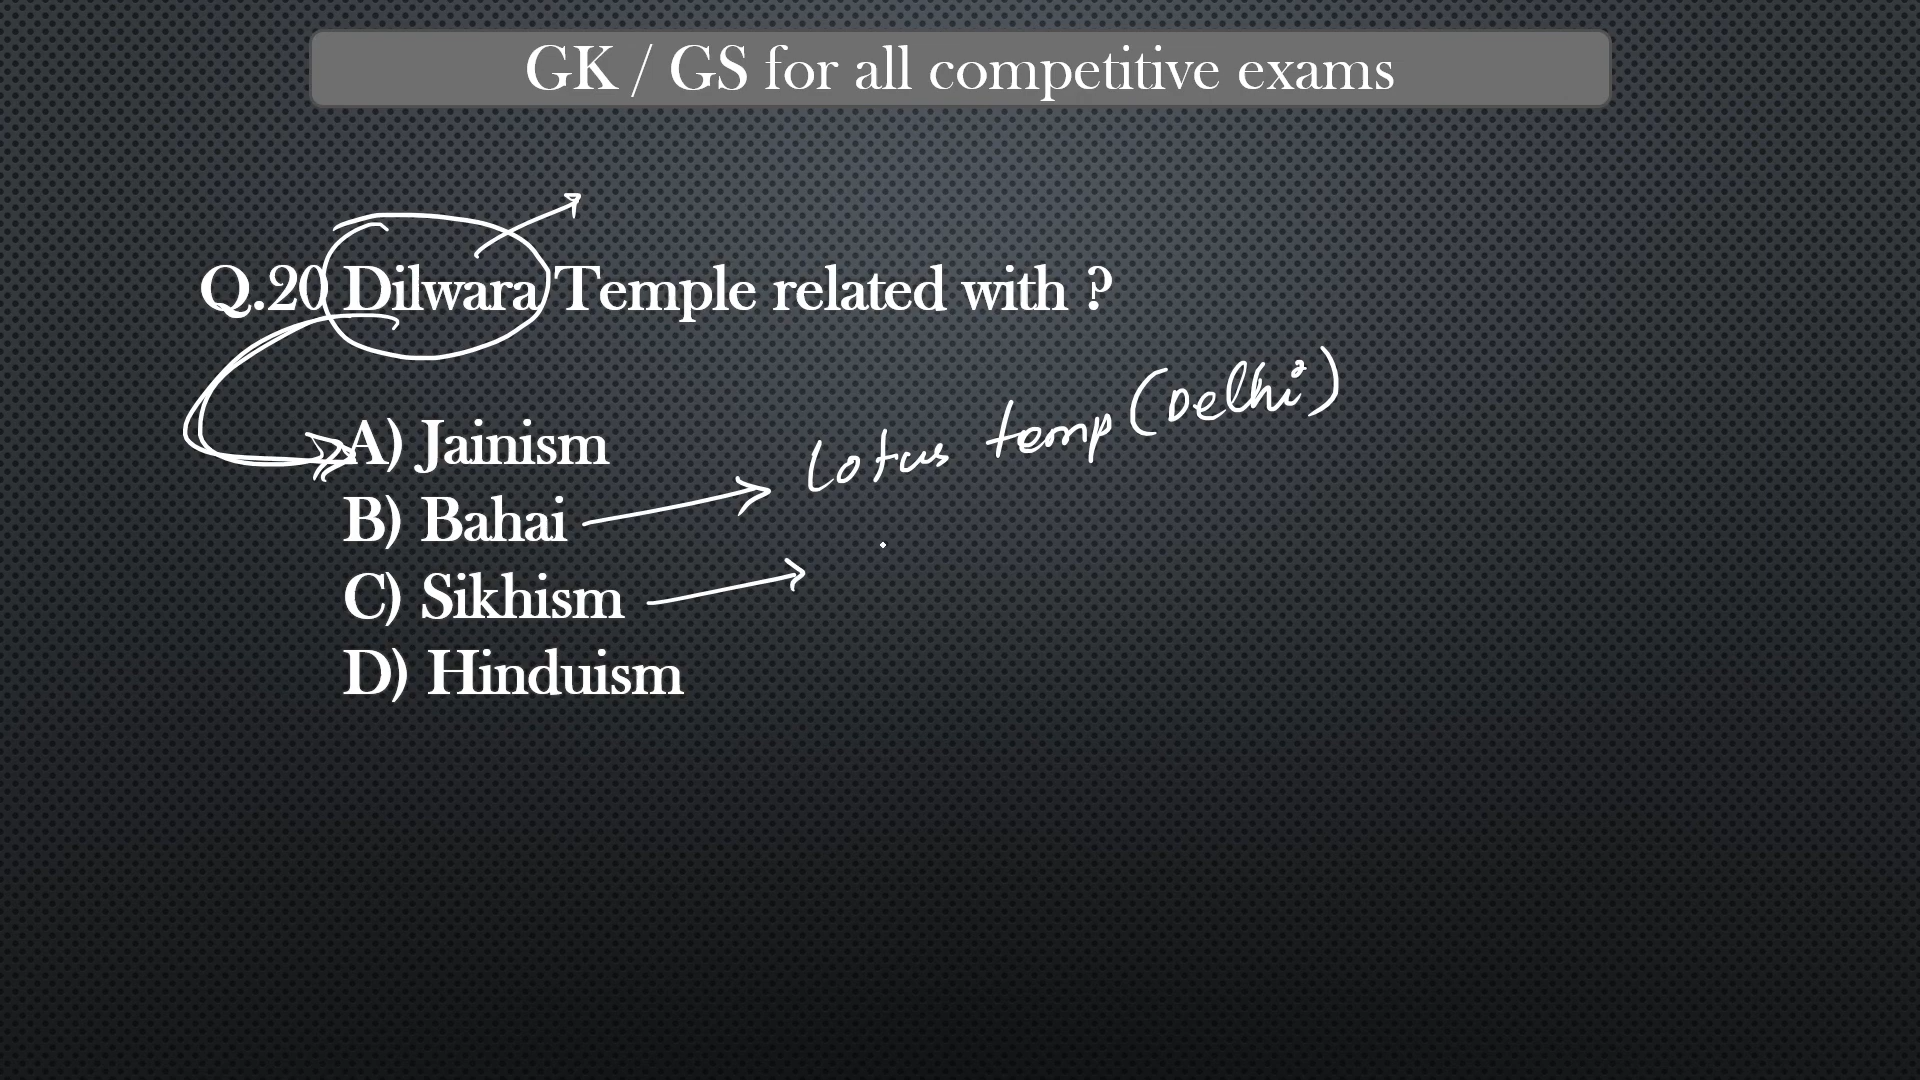 GK / GS for all competitive exams
Q.20 Dilwara Temple related with ?
A) Jainism
Lotus temp (Delhi)
B) Bahai
C) Sikhism
D) Hinduism